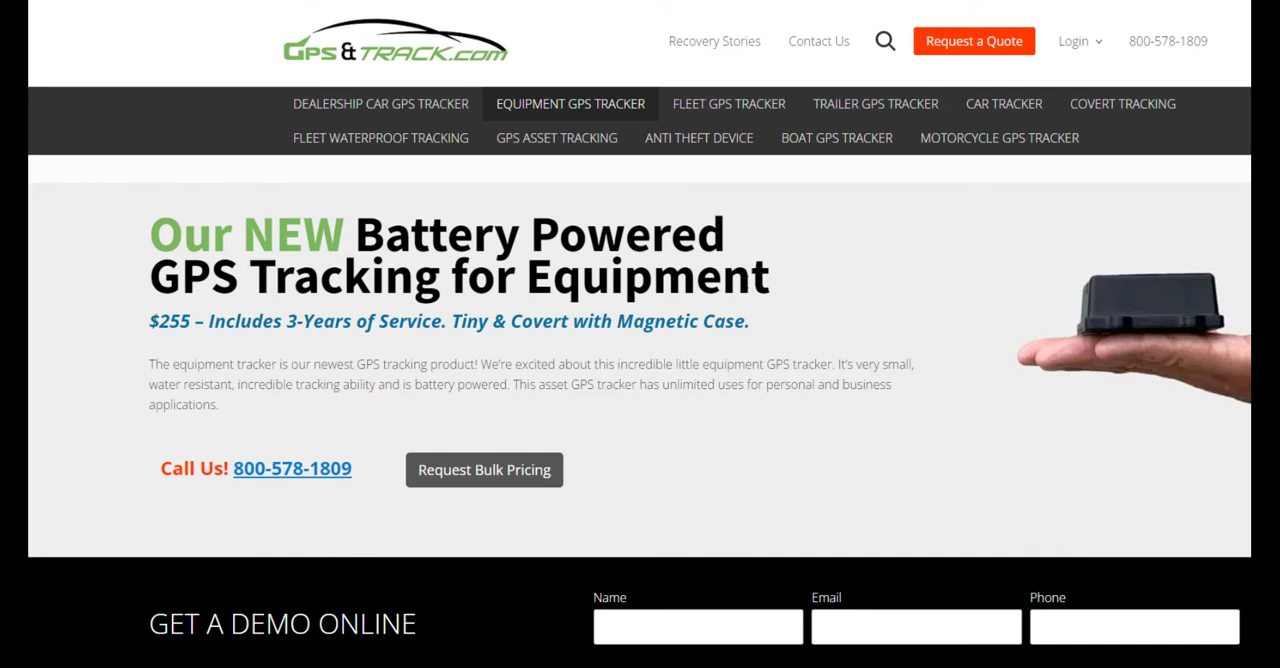 GPS & TRACK.COM
Recovery Stories Contact Us Request a Quote Login 800-578-1809
DEALERSHIP CAR GPS TRACKER EQUIPMENT GPS TRACKER FLEET GPS TRACKER TRAILER GPS TRACKER CAR TRACKER COVERT TRACKING
FLEET WATERPROOF TRACKING GPS ASSET TRACKING ANTI THEFT DEVICE BOAT GPS TRACKER MOTORCYCLE GPS TRACKER
Our NEW Battery Powered
GPS Tracking for Equipment
$255 – Includes 3-Years of Service. Tiny & Covert with Magnetic Case.
The equipment tracker is our newest GPS tracking product! We're excited about this incredible little equipment GPS tracker. It's very small,
water resistant, incredible tracking ability and is battery powered. This asset GPS tracker has unlimited uses for personal and business
applications.
Call Us! 800-578-1809 Request Bulk Pricing
Name Email Phone
GET A DEMO ONLINE